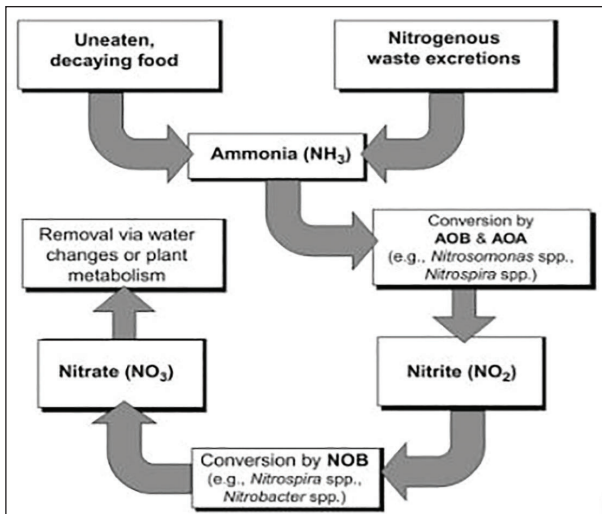 Uneaten,
decaying food
Nitrogenous
waste excretions
Ammonia (NH₃)
Conversion by
AOB & AOA
(e.g., Nitrosomonas spp.,
Nitrospira spp.)
Removal via water
changes or plant
metabolism
Nitrate (NO₃)
Nitrite (NO₂)
Conversion by NOB
(e.g., Nitrospira spp.,
Nitrobacter spp.)